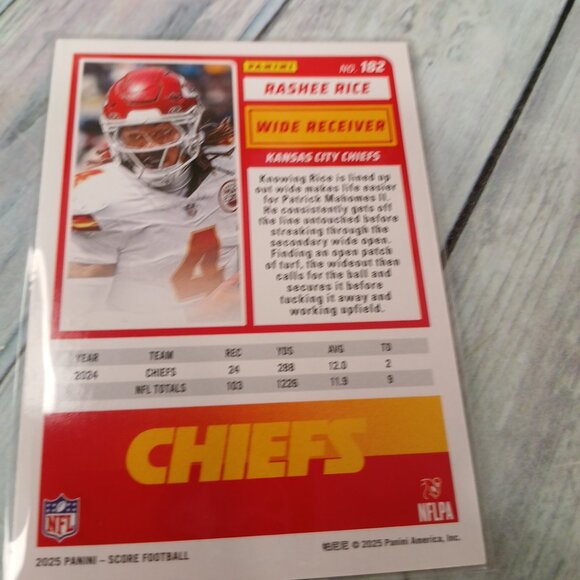 PANINI
NO. 182
RASHEE RICE
WIDE RECEIVER
KANSAS CITY CHIEFS
Knowing Rice is lined up
out wide makes life easier
for Patrick Mahomes II.
He consistently gets off
the line untouched before
streaking through the
secondary wide open.
Finding an open patch
of turf, the wideout then
calls for the ball and
secures it before
tucking it away and
working upfield.
4
YEAR TEAM REC YDS AVG TD
2024 CHIEFS 24 288 12.0 2
NFL TOTALS 103 1226 11.9 9
CHIEFS
NFL
NFLPA
2025 PANINI – SCORE FOOTBALL
© 2025 Panini America, Inc.